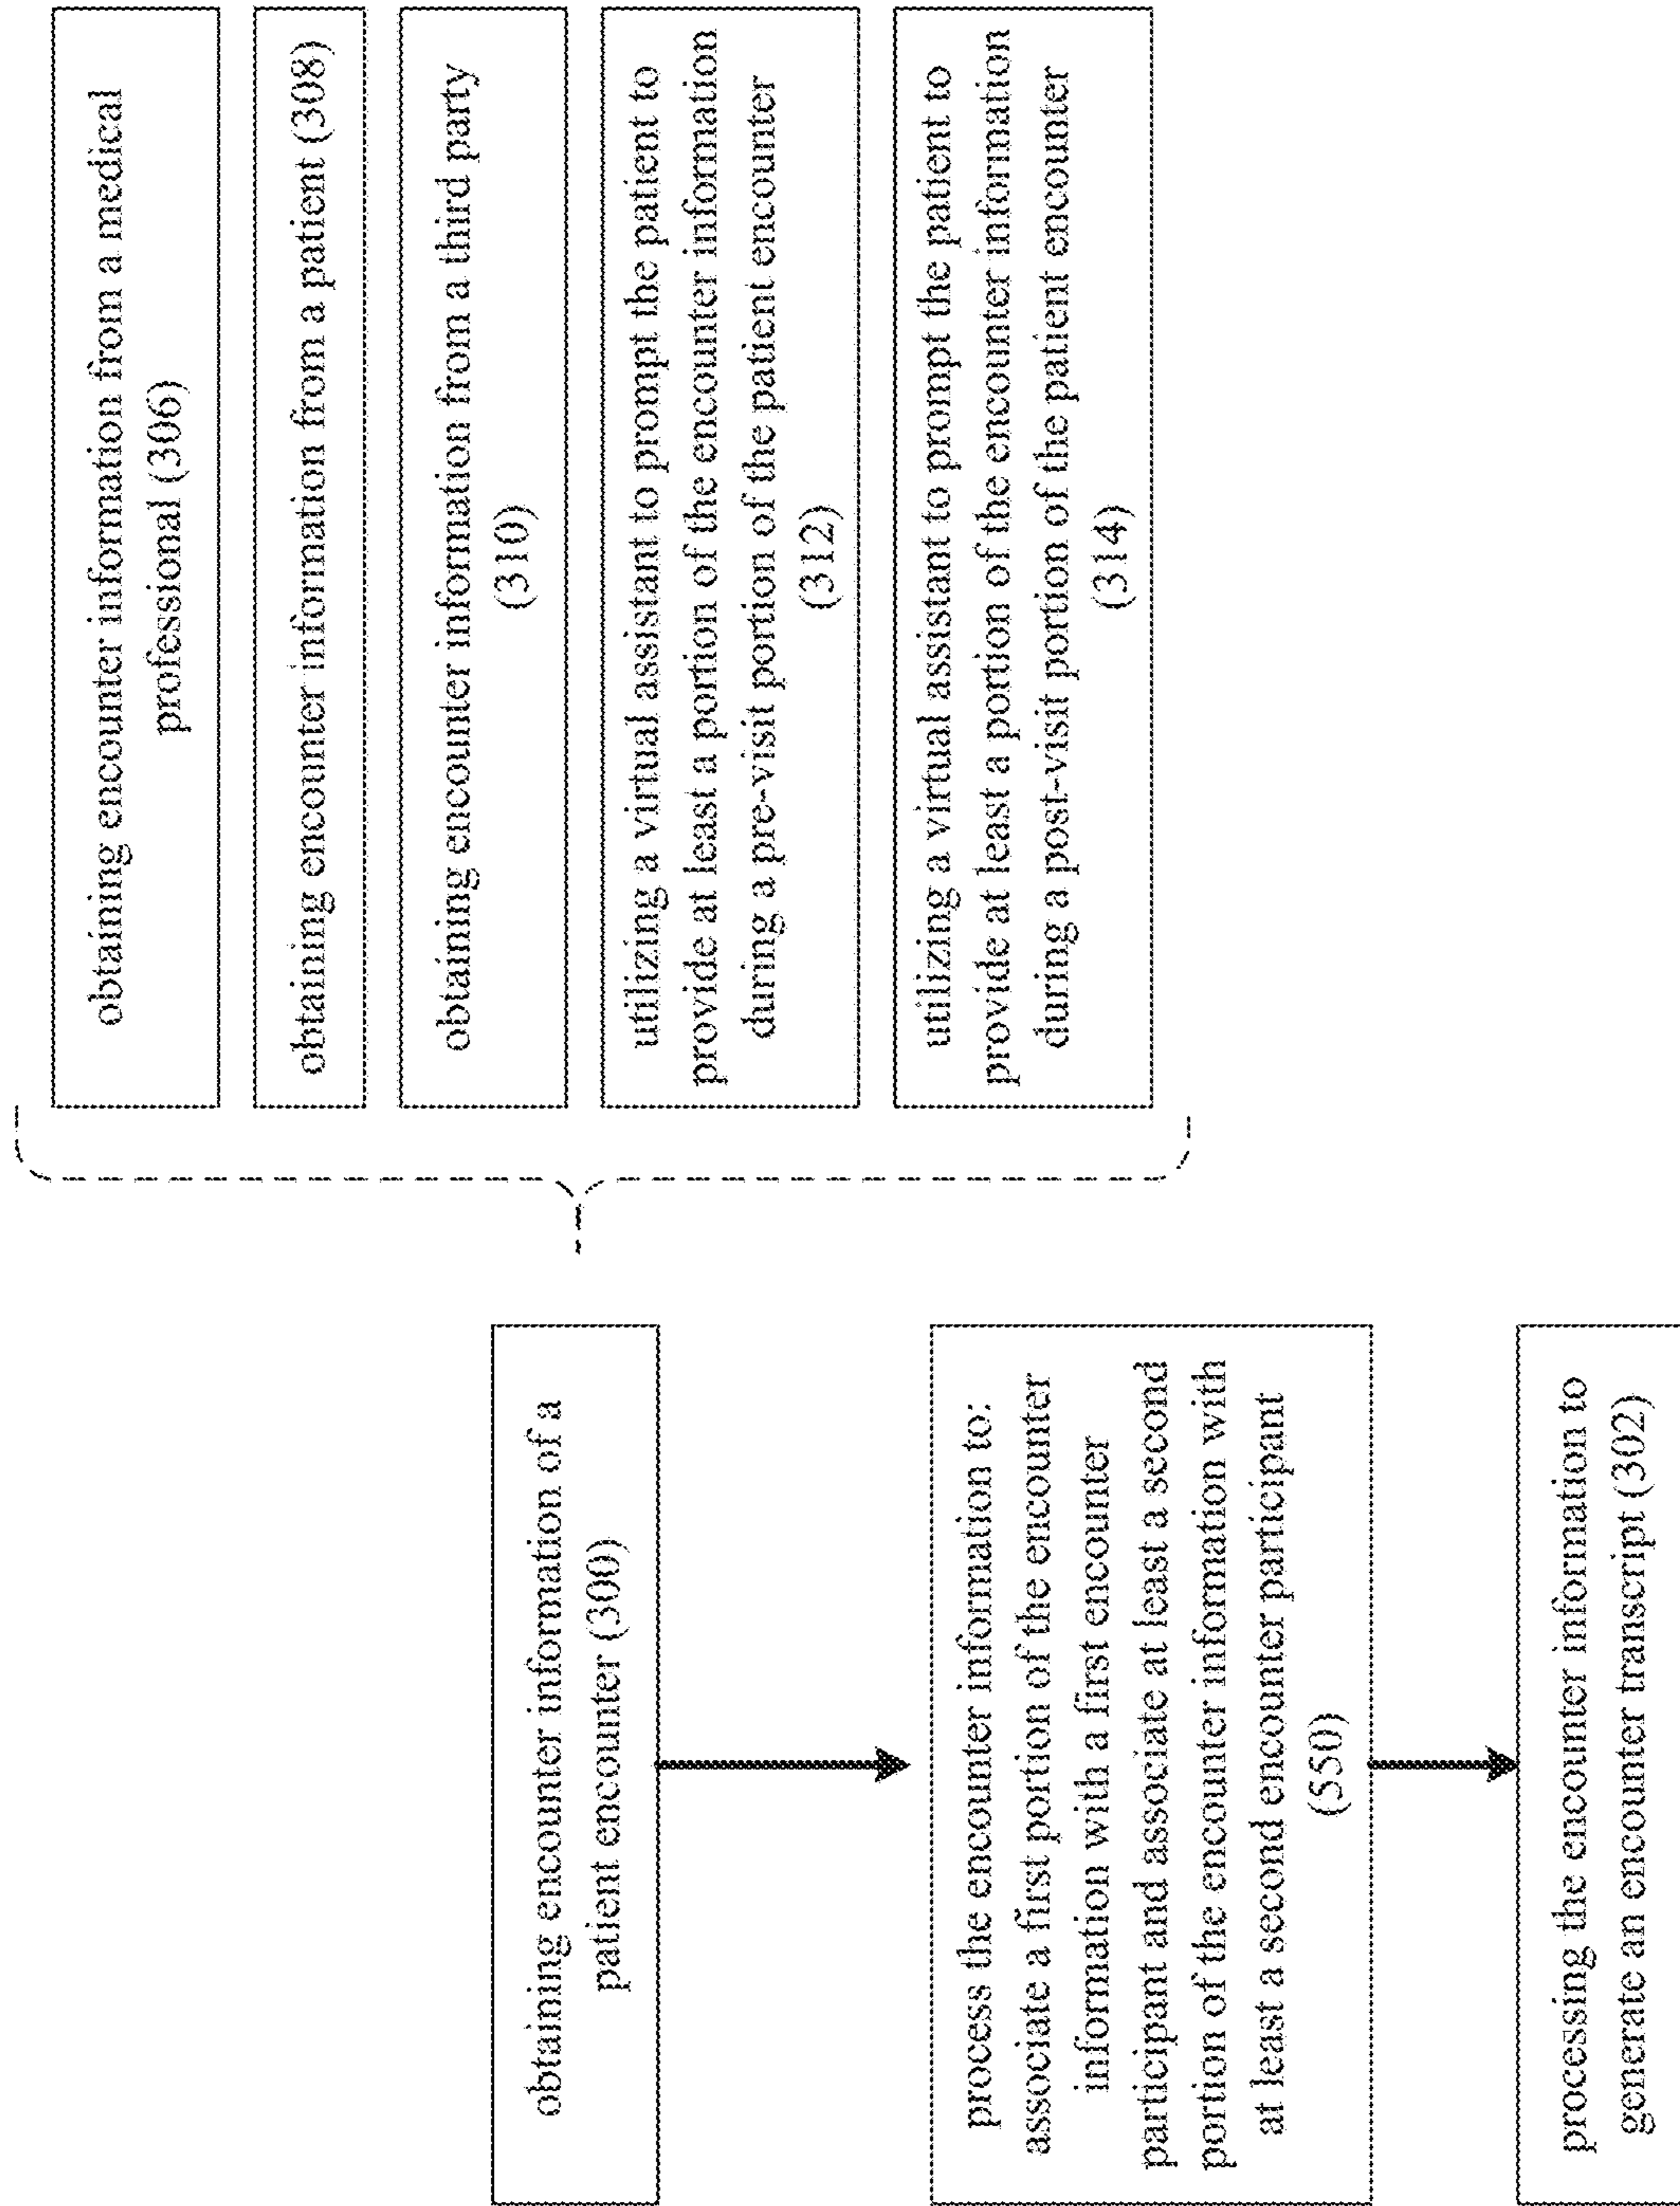 obtaining encounter information of a
patient encounter (300)
process the encounter information to:
associate a first portion of the encounter
information with a first encounter
participant and associate at least a second
portion of the encounter information with
at least a second encounter participant
(550)
processing the encounter information to
generate an encounter transcript (302)
obtaining encounter information from a medical
professional (306)
obtaining encounter information from a patient (308)
obtaining encounter information from a third party
(310)
utilizing a virtual assistant to prompt the patient to
provide at least a portion of the encounter information
during a pre-visit portion of the patient encounter
(312)
utilizing a virtual assistant to prompt the patient to
provide at least a portion of the encounter information
during a post-visit portion of the patient encounter
(314)